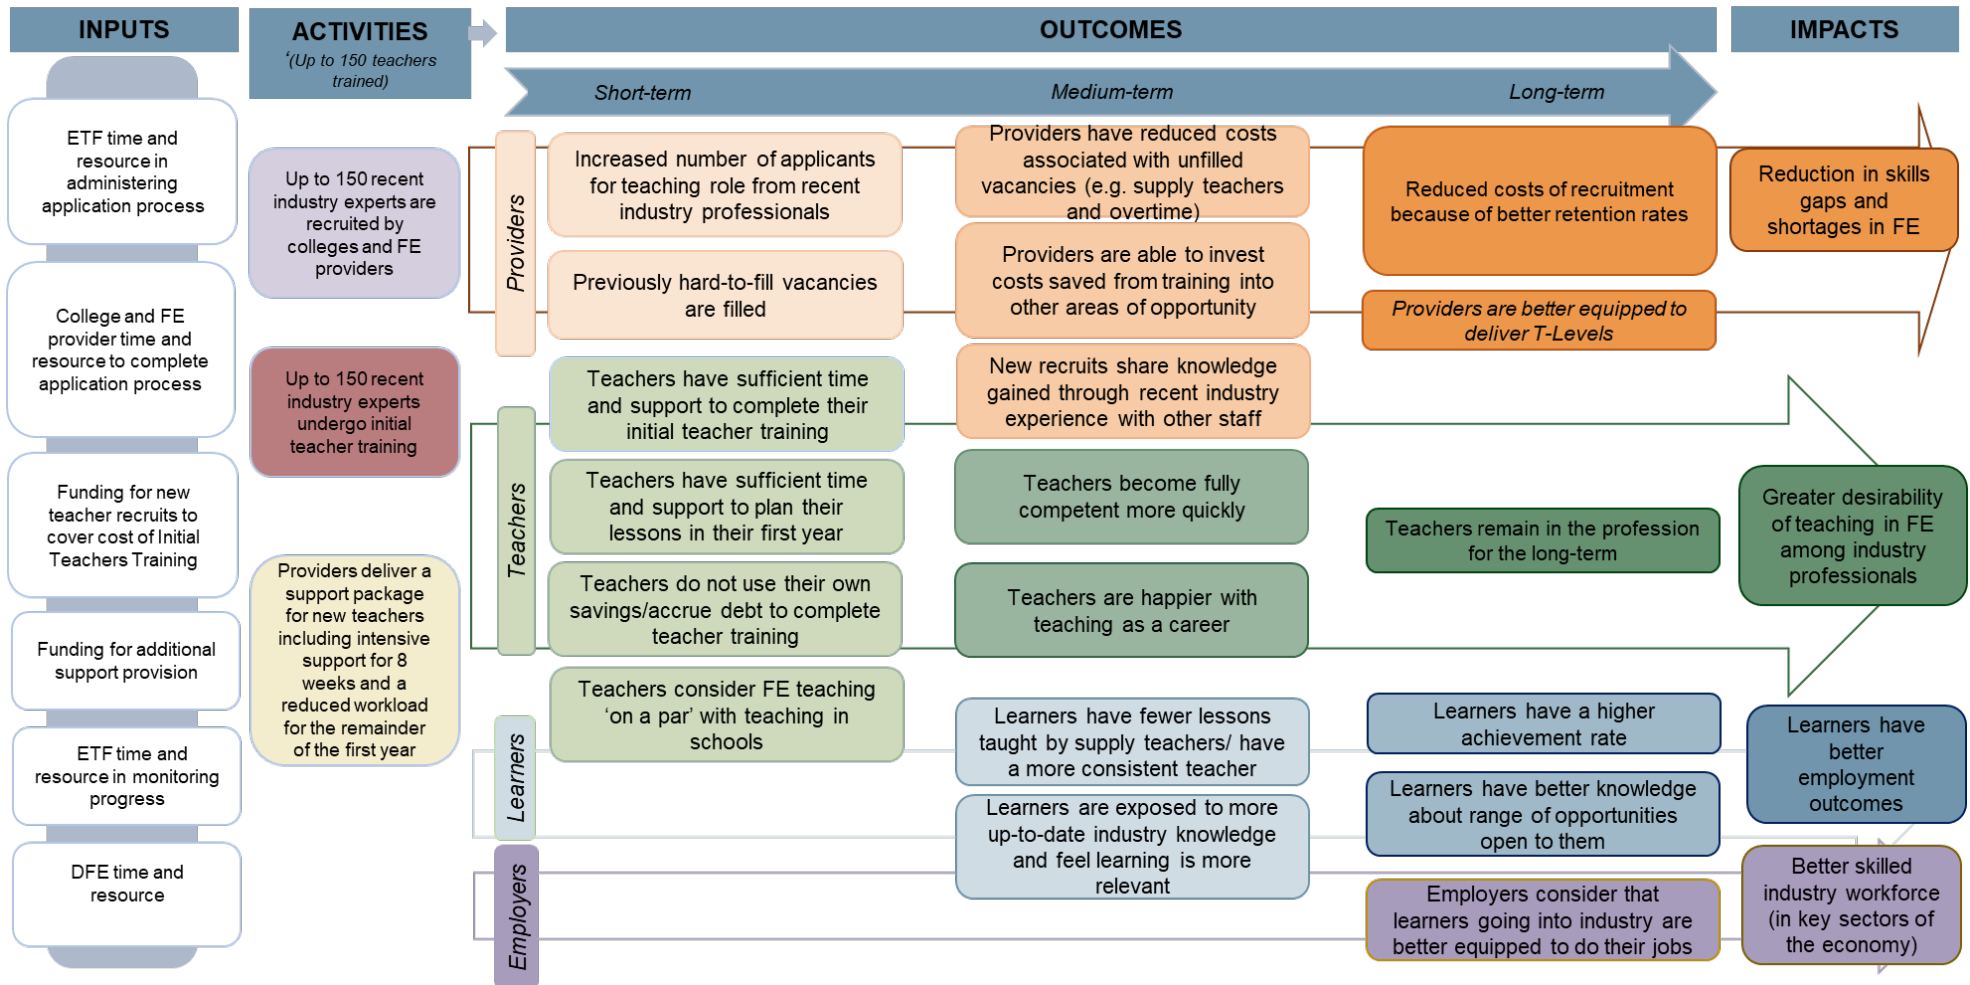 INPUTS
ETF time and
resource in
administering
application process
College and FE
provider time and
resource to complete
application process
Funding for new
teacher recruits to
cover cost of Initial
Teachers Training
Funding for additional
support provision
ETF time and
resource in monitoring
progress
DFE time and
resource
ACTIVITIES
‘(Up to 150 teachers
trained)
Up to 150 recent
industry experts are
recruited by
colleges and FE
providers
Up to 150 recent
industry experts
undergo initial
teacher training
Providers deliver a
support package
for new teachers
including intensive
support for 8
weeks and a
reduced workload
for the remainder
of the first year
OUTCOMES
Short-term
Medium-term
Long-term
IMPACTS
Providers
Increased number of applicants
for teaching role from recent
industry professionals
Previously hard-to-fill vacancies
are filled
Providers have reduced costs
associated with unfilled
vacancies (e.g. supply teachers
and overtime)
Providers are able to invest
costs saved from training into
other areas of opportunity
New recruits share knowledge
gained through recent industry
experience with other staff
Reduced costs of recruitment
because of better retention rates
Providers are better equipped to
deliver T-Levels
Reduction in skills
gaps and
shortages in FE
Teachers
Teachers have sufficient time
and support to complete their
initial teacher training
Teachers have sufficient time
and support to plan their
lessons in their first year
Teachers do not use their own
savings/accrue debt to complete
teacher training
Teachers consider FE teaching
‘on a par’ with teaching in
schools
Teachers become fully
competent more quickly
Teachers are happier with
teaching as a career
Teachers remain in the profession
for the long-term
Greater desirability
of teaching in FE
among industry
professionals
Learners
Learners have fewer lessons
taught by supply teachers/ have
a more consistent teacher
Learners are exposed to more
up-to-date industry knowledge
and feel learning is more
relevant
Learners have a higher
achievement rate
Learners have better knowledge
about range of opportunities
open to them
Learners have
better
employment
outcomes
Employers
Employers consider that
learners going into industry are
better equipped to do their jobs
Better skilled
industry workforce
(in key sectors of
the economy)